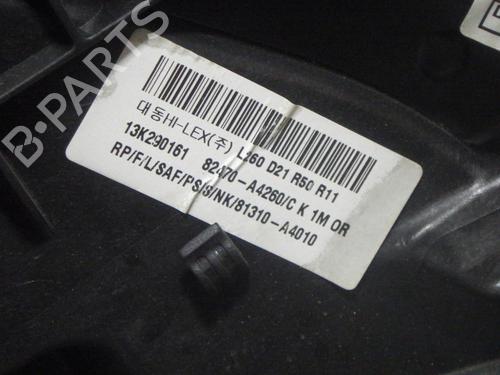 대동HI-LEX(주) L360 D21 R50 R11
13K290161 82470-A4260/C K 1M OR
RP/F/L/SAF/PS/S/NK/81310-A4010
B-PARTS